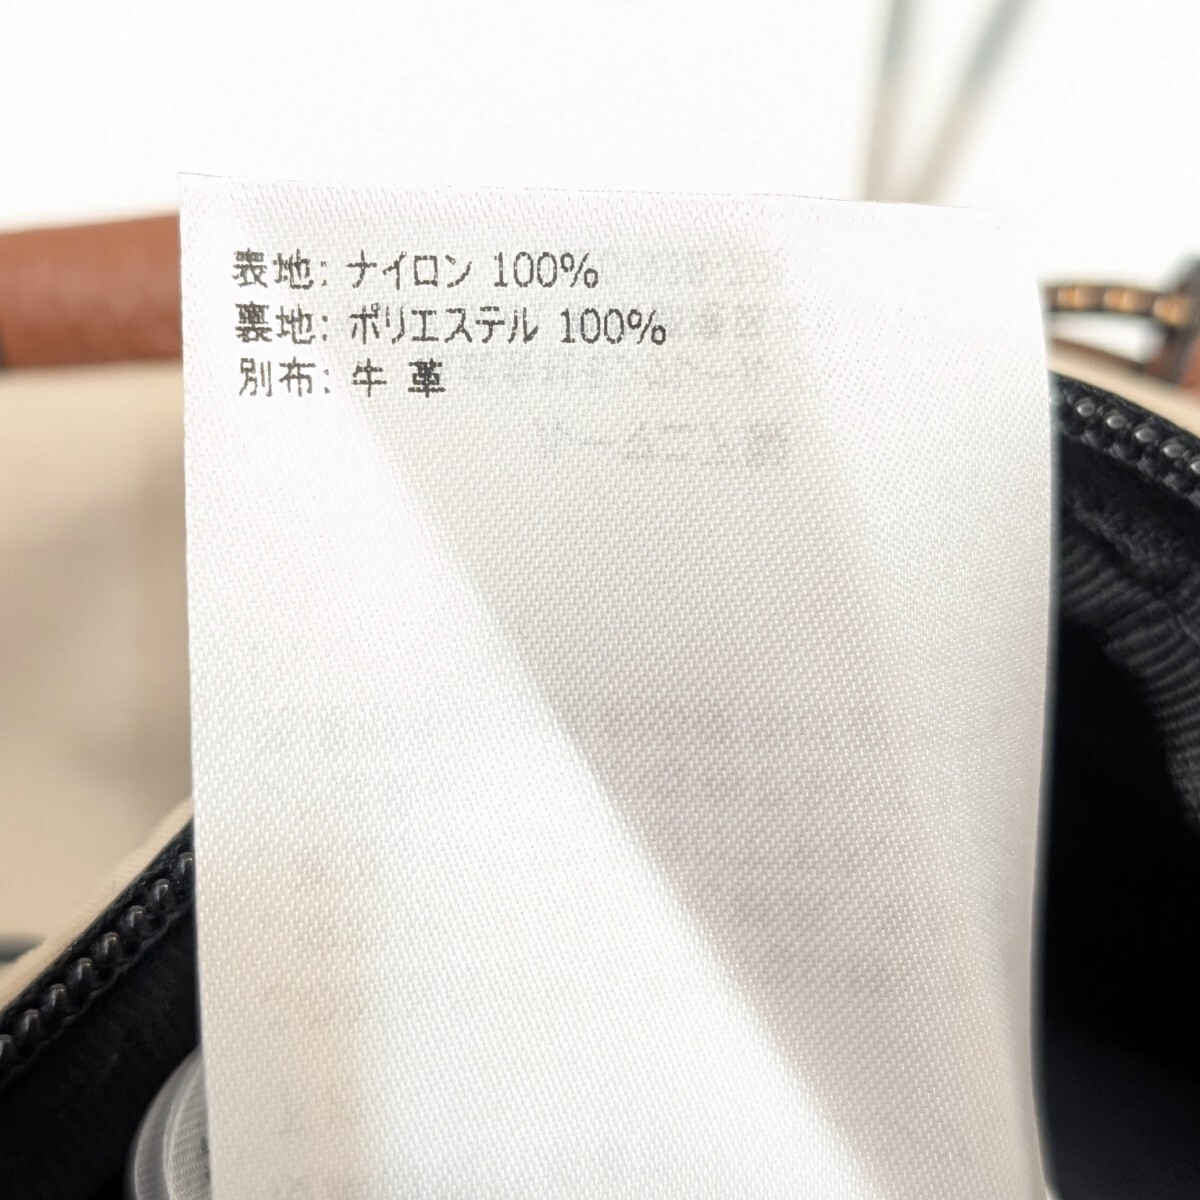 表地: ナイロン 100%
裏地: ポリエステル 100%
別布: 牛 革